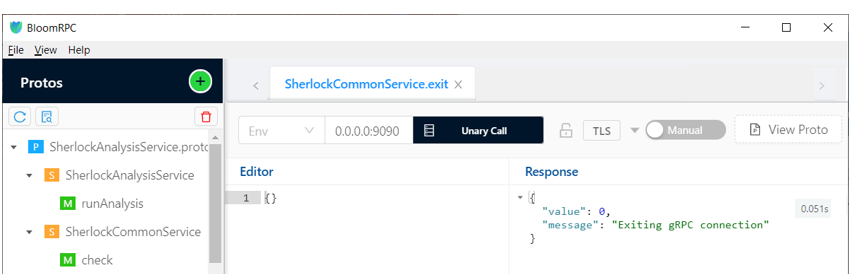 BloomRPC
File View Help
Protos
SherlockCommonService.exit
Env 0.0.0.0:9090 Unary Call TLS Manual View Proto
P SherlockAnalysisService.proto
S SherlockAnalysisService
M runAnalysis
S SherlockCommonService
M check
Editor
1 {}
Response
{
"value": 0,
"message": "Exiting gRPC connection"
}
0.051s